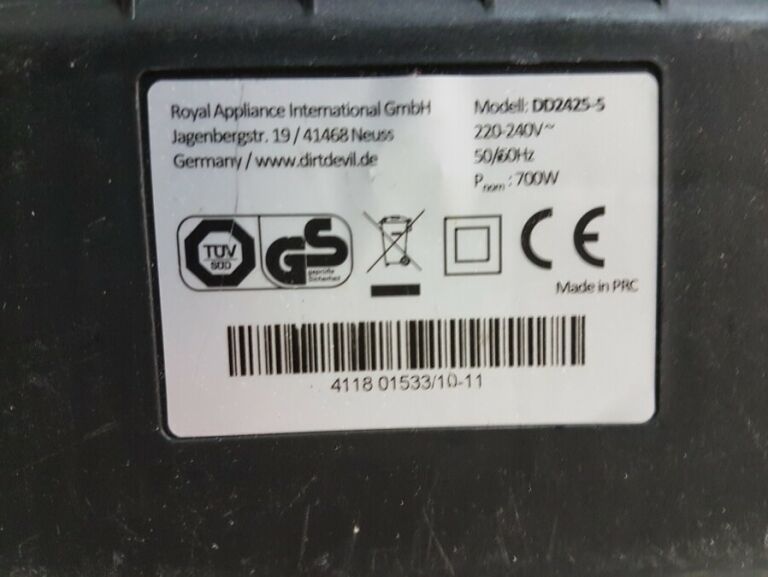 Royal Appliance International GmbH
Jagenbergstr. 19 / 41468 Neuss
Germany / www.dirtdevil.de
Modell: DD2425-5
220-240V~
50/60Hz
Pnom : 700W
TÜV
SÜD
GS
geprüfte
Sicherheit
CE
Made in PRC
4118 01533/10-11